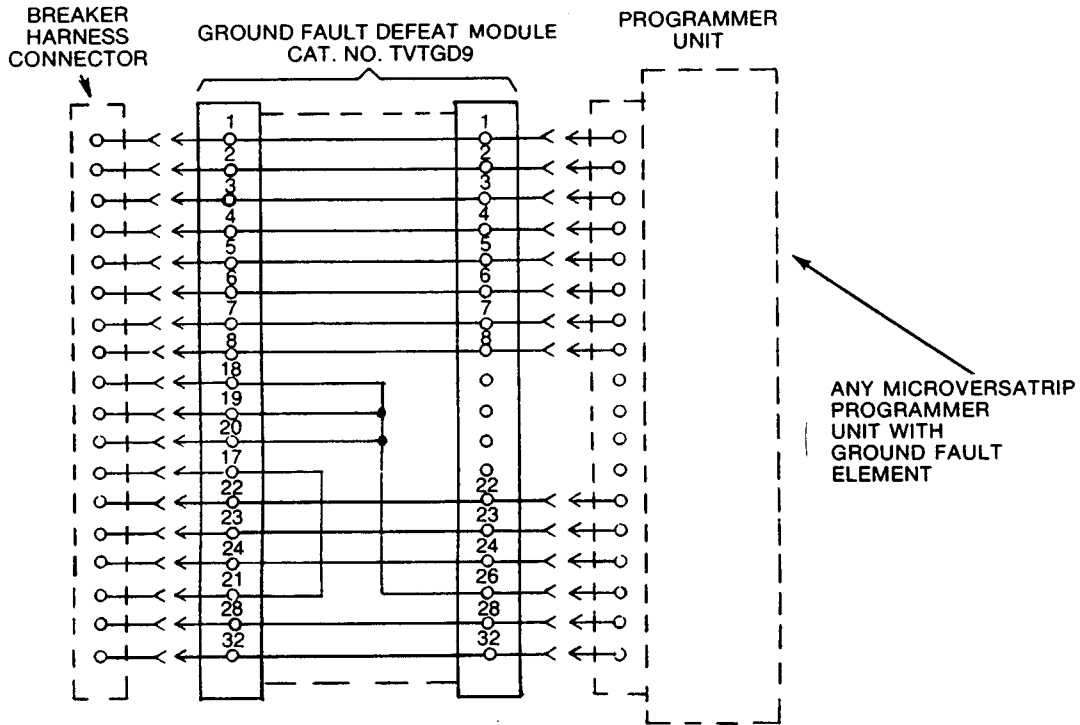 BREAKER
HARNESS
CONNECTOR
GROUND FAULT DEFEAT MODULE
CAT. NO. TVTGD9
PROGRAMMER
UNIT
1 1
2 2
3 3
4 4
5 5
6 6
7 7
8 8
18
19
20
17
22 22
23 23
24 24
21 26
28 28
32 32
ANY MICROVERSATRIP
PROGRAMMER
UNIT WITH
GROUND FAULT
ELEMENT